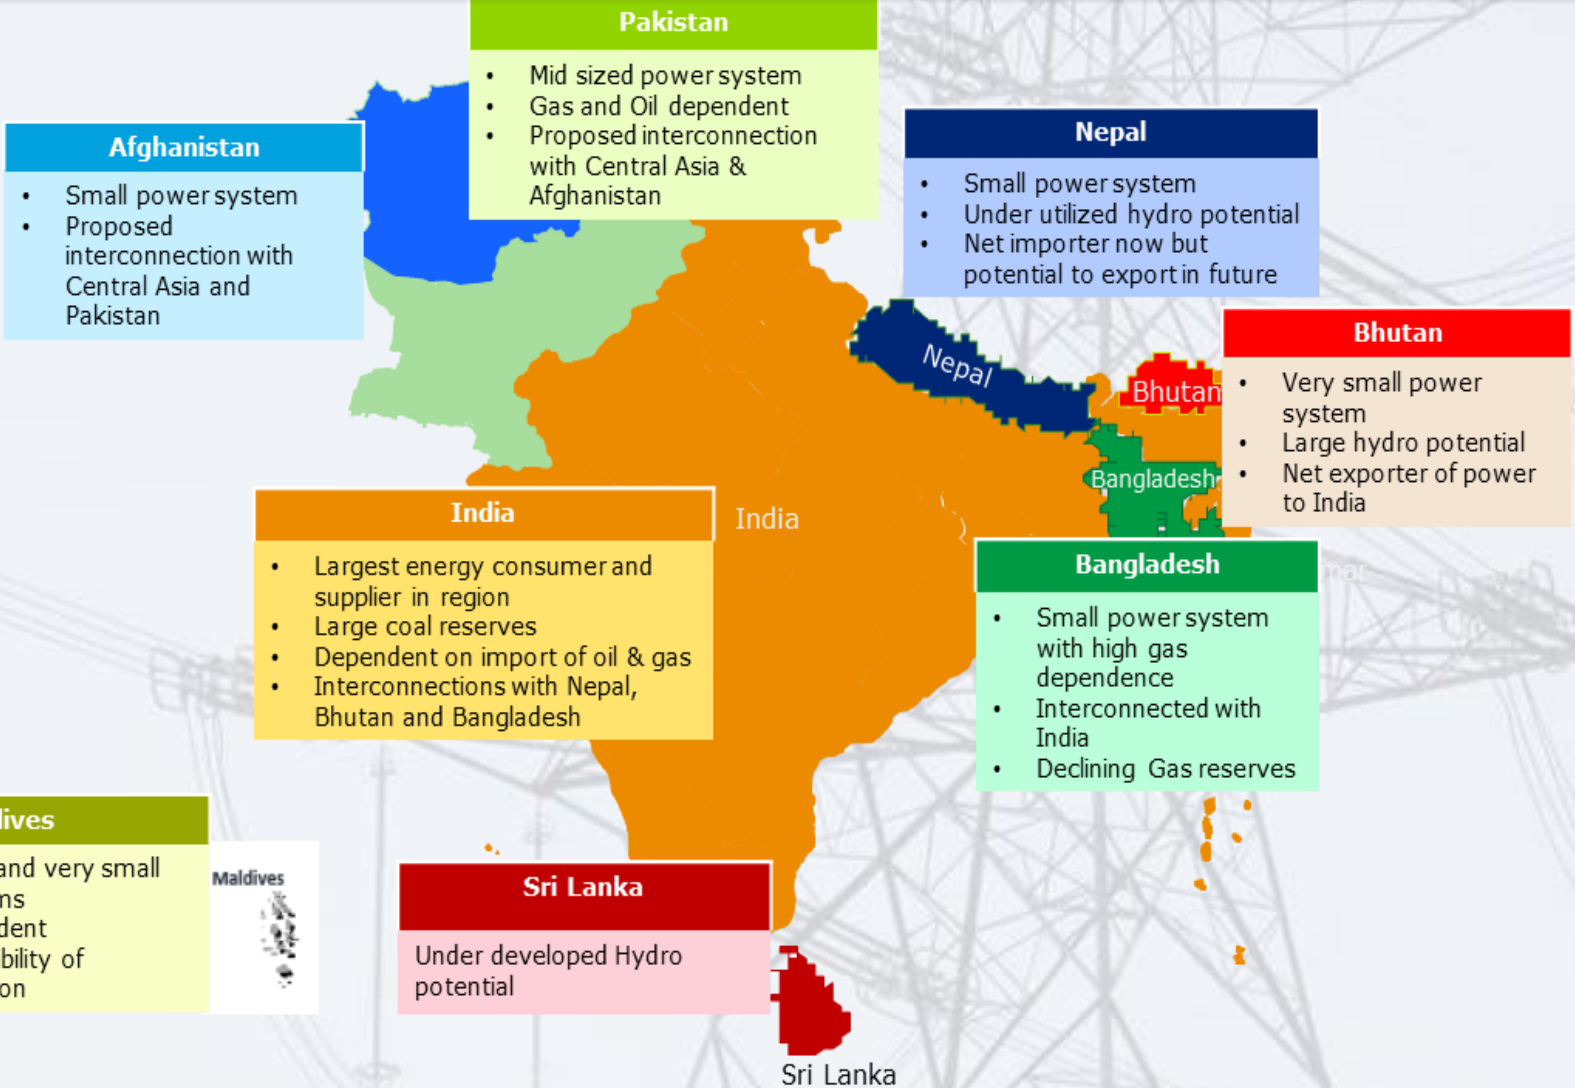 Pakistan
• Mid sized power system
• Gas and Oil dependent
• Proposed interconnection
with Central Asia &
Afghanistan
Afghanistan
• Small power system
• Proposed
interconnection with
Central Asia and
Pakistan
Nepal
• Small power system
• Under utilized hydro potential
• Net importer now but
potential to export in future
Bhutan
• Very small power
system
• Large hydro potential
• Net exporter of power
to India
Nepal
Bhutan
Bangladesh
India
India
• Largest energy consumer and
supplier in region
• Large coal reserves
• Dependent on import of oil & gas
• Interconnections with Nepal,
Bhutan and Bangladesh
Bangladesh
• Small power system
with high gas
dependence
• Interconnected with
India
• Declining Gas reserves
mar
lives
and very small
ms
dent
bility of
on
Maldives
Sri Lanka
Under developed Hydro
potential
Sri Lanka